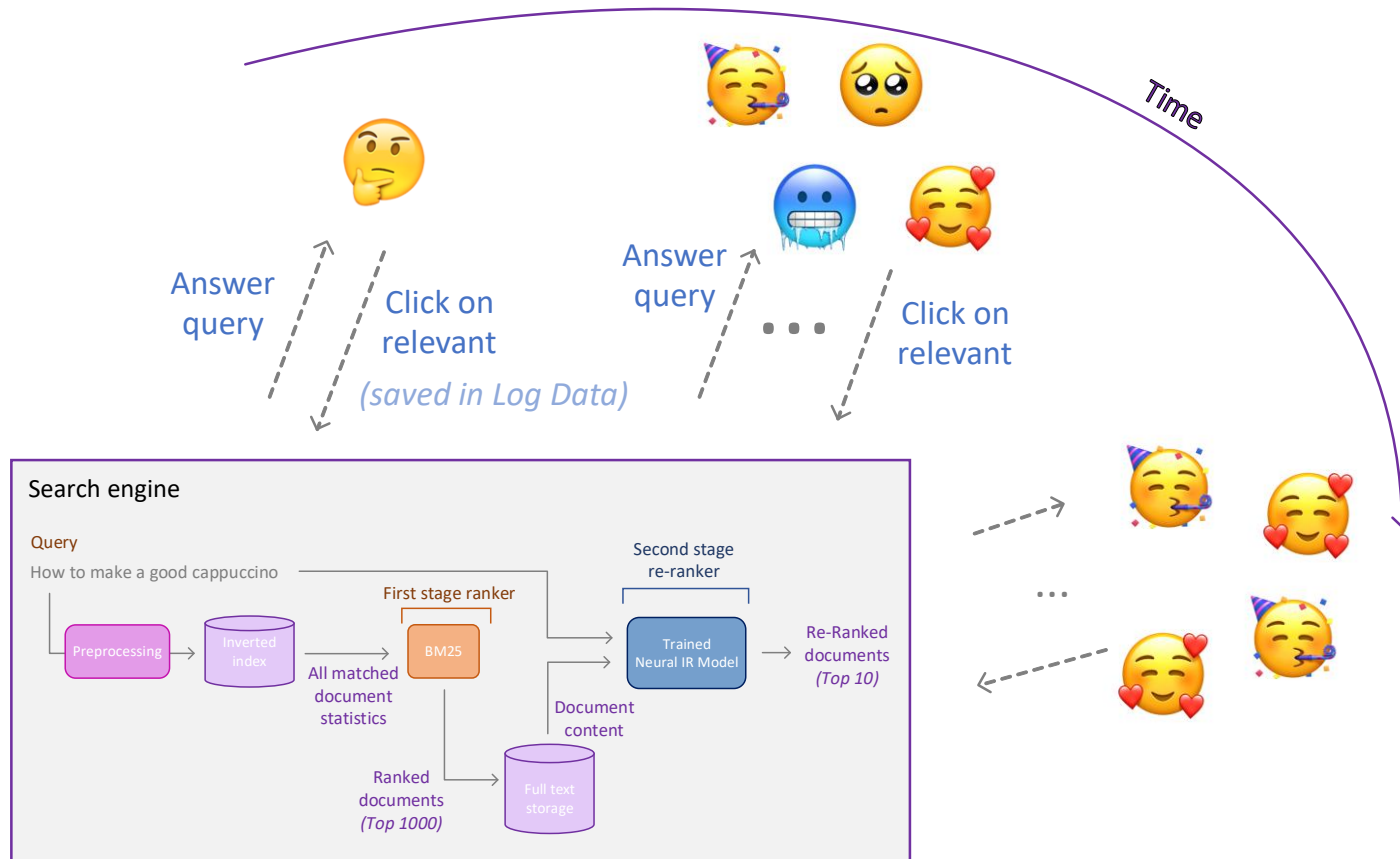 Time
Answer
query
Click on
relevant
(saved in Log Data)
Answer
query
...
Click on
relevant
Search engine
Query
How to make a good cappuccino
Preprocessing
Inverted
index
All matched
document
statistics
First stage ranker
BM25
Ranked
documents
(Top 1000)
Full text
storage
Document
content
Second stage
re-ranker
Trained
Neural IR Model
Re-Ranked
documents
(Top 10)
...